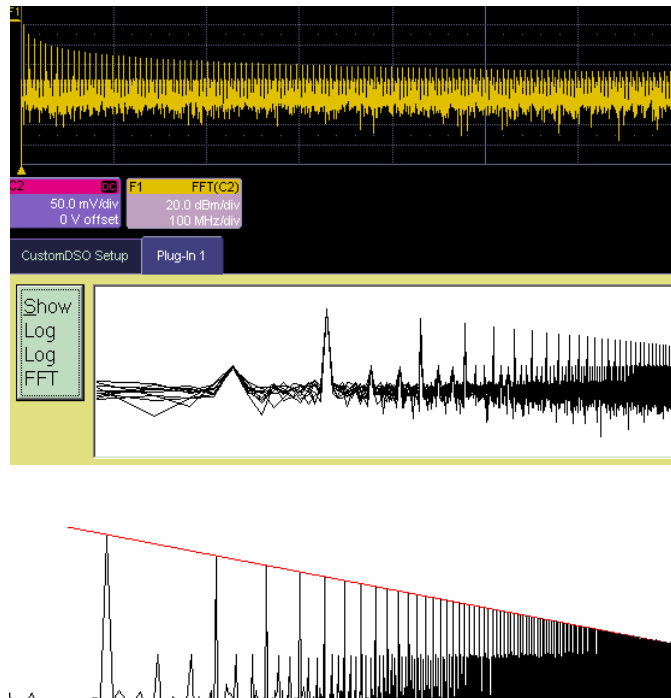 F1
C2 DC
50.0 mV/div
0 V offset
F1 FFT(C2)
20.0 dBm/div
100 MHz/div
CustomDSO Setup
Plug-In 1
Show
Log
Log
FFT